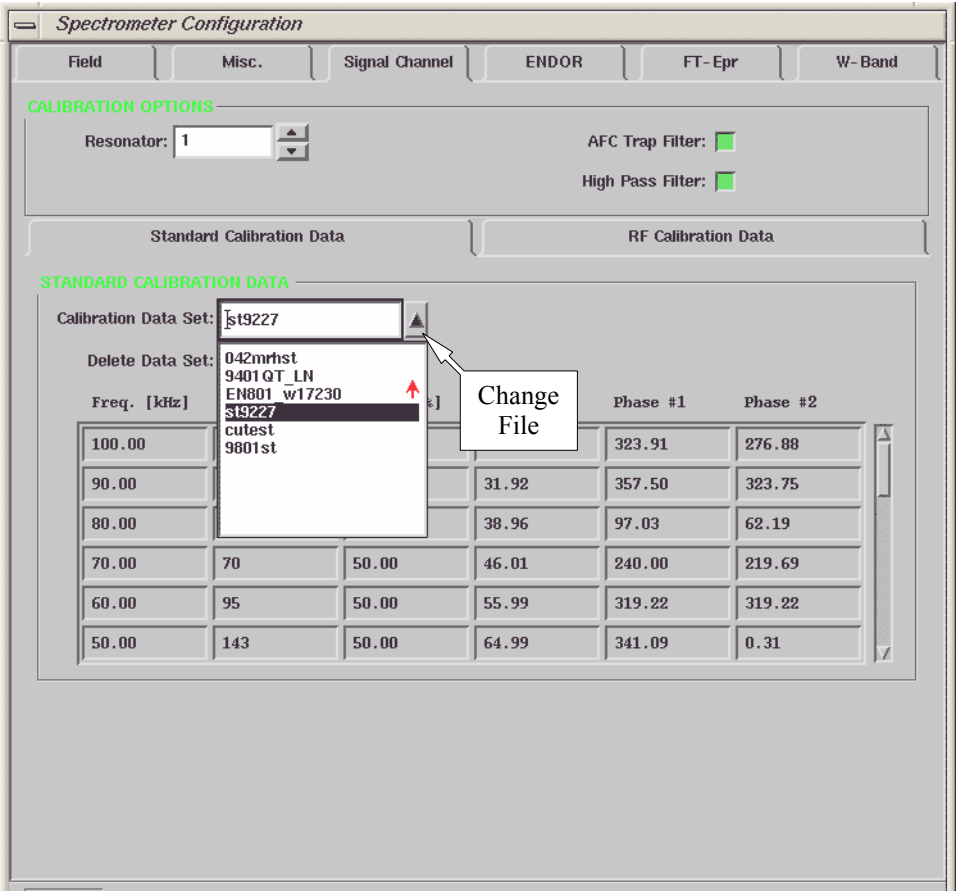 Spectrometer Configuration
Field Misc. Signal Channel ENDOR FT-Epr W-Band
CALIBRATION OPTIONS
Resonator: 1
AFC Trap Filter:
High Pass Filter:
Standard Calibration Data RF Calibration Data
STANDARD CALIBRATION DATA
Calibration Data Set: st9227
Delete Data Set:
042mrhst
9401QT_LN
EN801_w17230
st9227
cutest
9801st
Change
File
Freq. [kHz] Phase #1 Phase #2
100.00 323.91 276.88
90.00 31.92 357.50 323.75
80.00 38.96 97.03 62.19
70.00 70 50.00 46.01 240.00 219.69
60.00 95 50.00 55.99 319.22 319.22
50.00 143 50.00 64.99 341.09 0.31